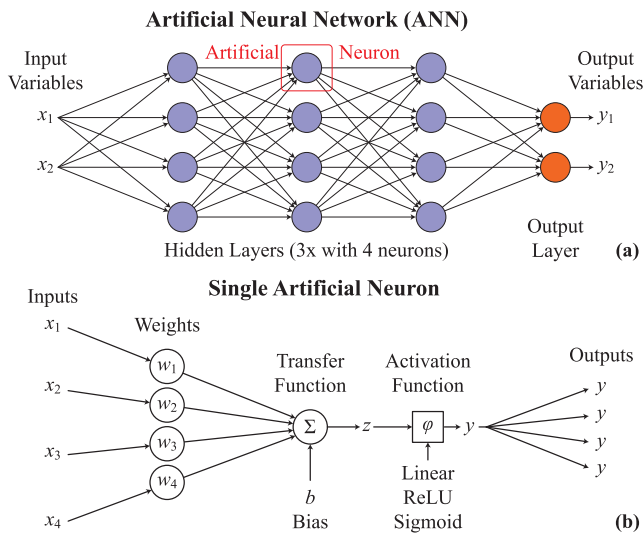 Artificial Neural Network (ANN)
Input
Variables
Artificial Neuron
Output
Variables
x₁
x₂
y₁
y₂
Hidden Layers (3x with 4 neurons)
Output
Layer
(a)
Single Artificial Neuron
Inputs
Weights
Transfer
Function
Activation
Function
Outputs
x₁
x₂
x₃
x₄
w₁
w₂
w₃
w₄
Σ
z
φ
y
y
y
y
y
b
Bias
Linear
ReLU
Sigmoid
(b)